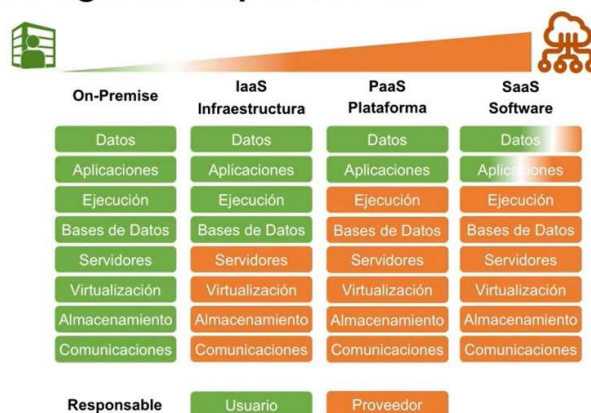 On-Premise
IaaS
Infraestructura
PaaS
Plataforma
SaaS
Software
Datos Datos Datos Datos
Aplicaciones Aplicaciones Aplicaciones Aplicaciones
Ejecución Ejecución Ejecución Ejecución
Bases de Datos Bases de Datos Bases de Datos Bases de Datos
Servidores Servidores Servidores Servidores
Virtualización Virtualización Virtualización Virtualización
Almacenamiento Almacenamiento Almacenamiento Almacenamiento
Comunicaciones Comunicaciones Comunicaciones Comunicaciones
Responsable Usuario Proveedor